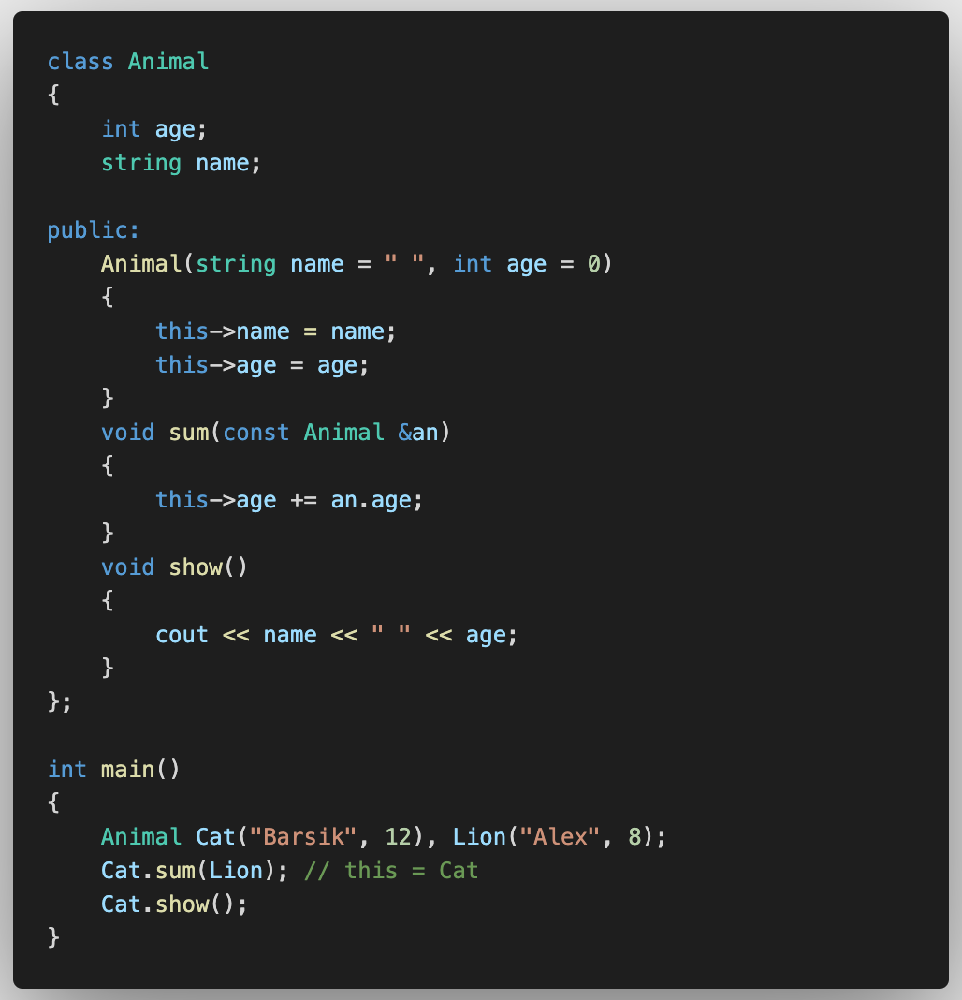 class Animal
{
    int age;
    string name;

public:
    Animal(string name = " ", int age = 0)
    {
        this->name = name;
        this->age = age;
    }
    void sum(const Animal &an)
    {
        this->age += an.age;
    }
    void show()
    {
        cout << name << " " << age;
    }
};

int main()
{
    Animal Cat("Barsik", 12), Lion("Alex", 8);
    Cat.sum(Lion); // this = Cat
    Cat.show();
}